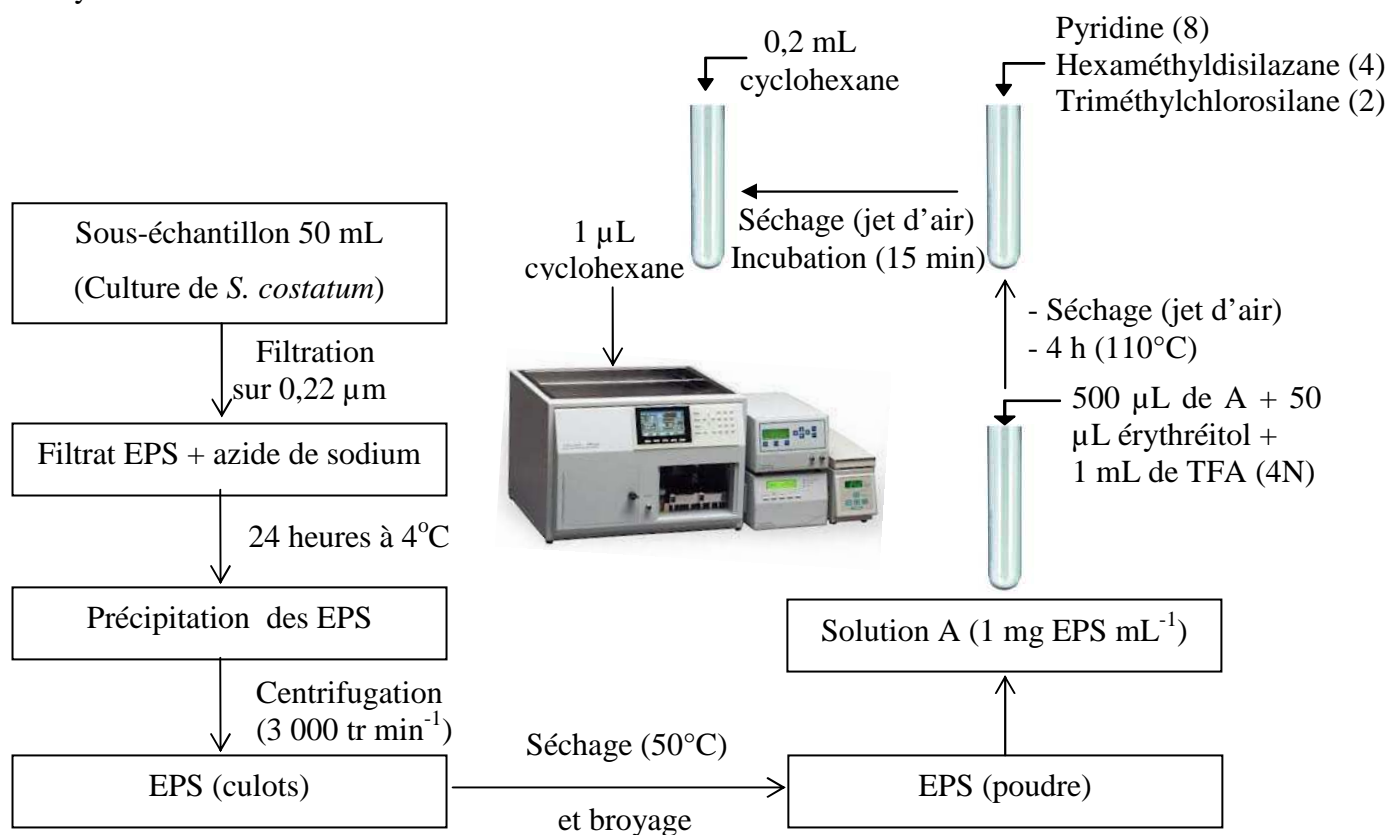 Sous-échantillon 50 mL
(Culture de S. costatum)
Filtration
sur 0,22 µm
Filtrat EPS + azide de sodium
24 heures à 4°C
Précipitation des EPS
Centrifugation
(3 000 tr min-1)
EPS (culots)
Séchage (50°C)
et broyage
EPS (poudre)
Solution A (1 mg EPS mL-1)
500 µL de A + 50
µL érythréitol +
1 mL de TFA (4N)
- Séchage (jet d'air)
- 4 h (110°C)
Pyridine (8)
Hexaméthyldisilazane (4)
Triméthylchlorosilane (2)
Séchage (jet d'air)
Incubation (15 min)
0,2 mL
cyclohexane
1 µL
cyclohexane